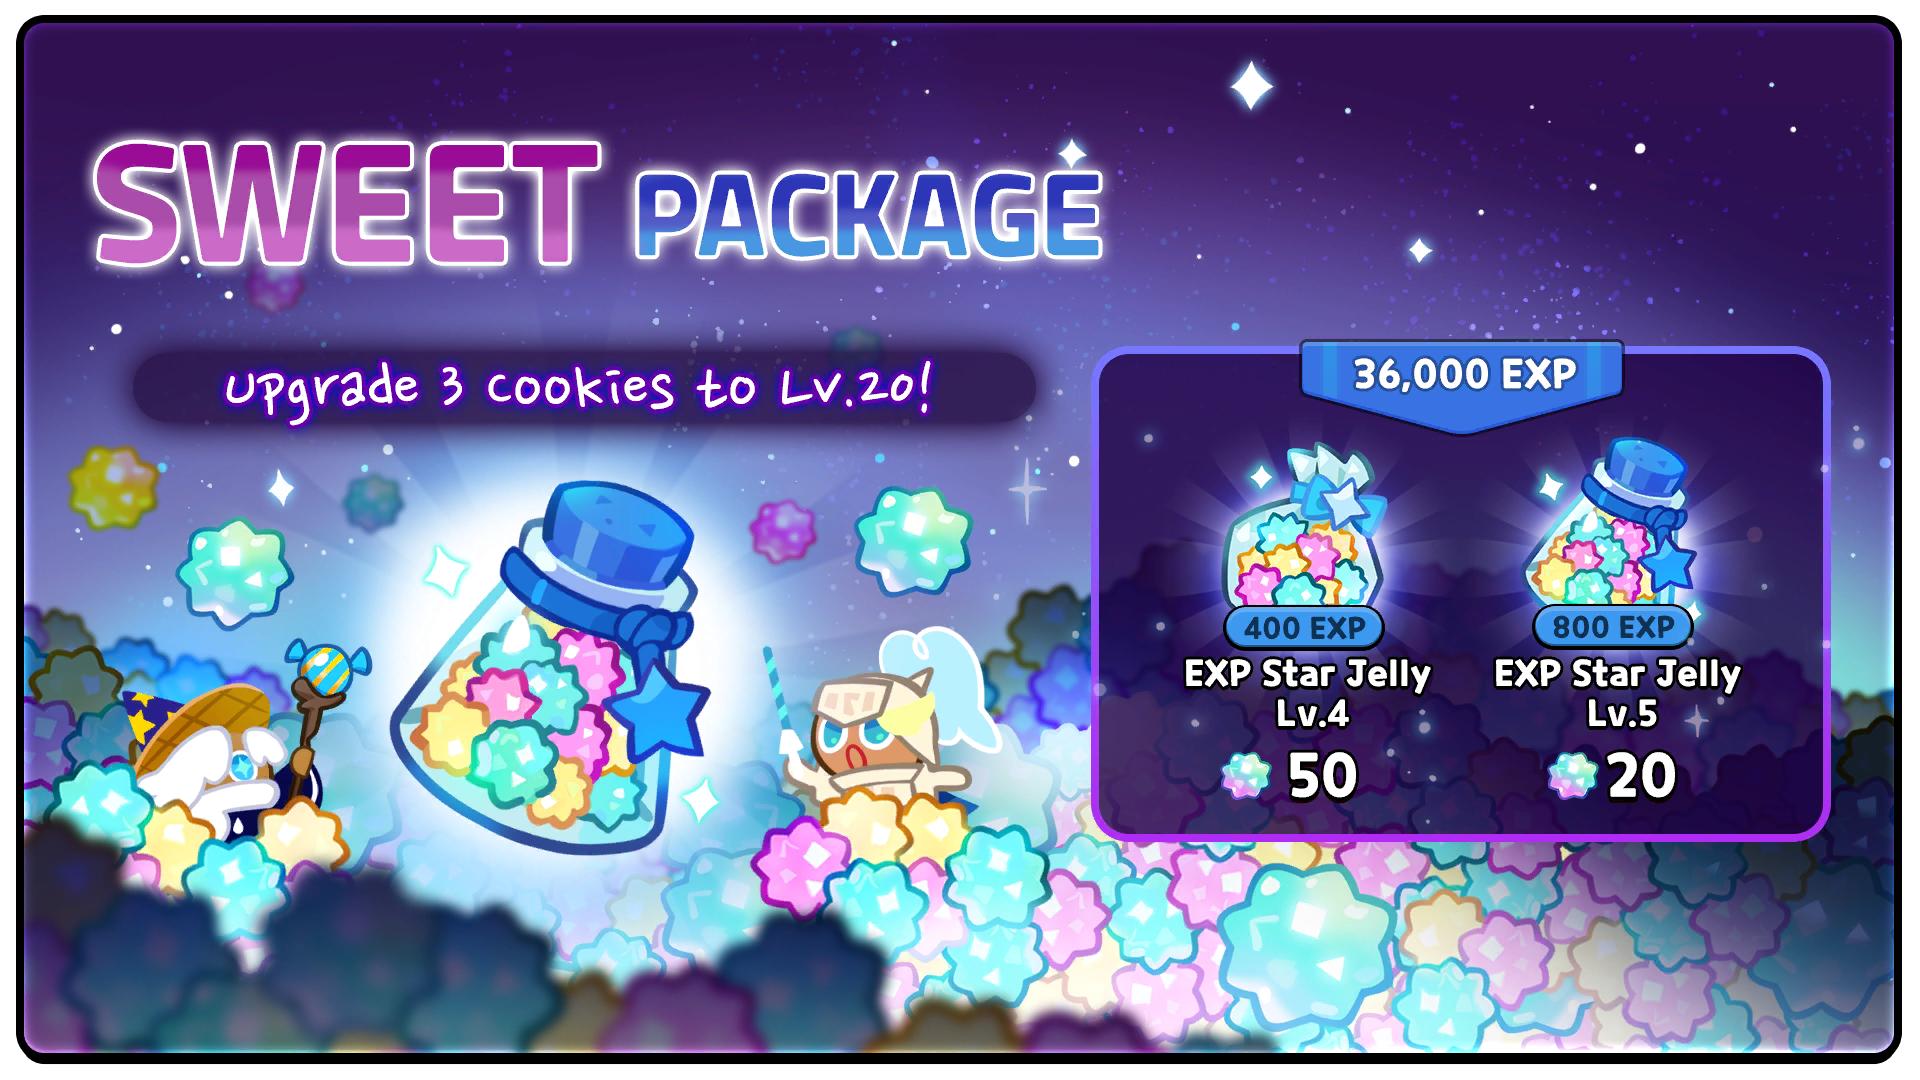 SWEET PACKAGE
Upgrade 3 Cookies to Lv.20!
36,000 EXP
400 EXP
EXP Star Jelly
Lv.4
50
800 EXP
EXP Star Jelly
Lv.5
20